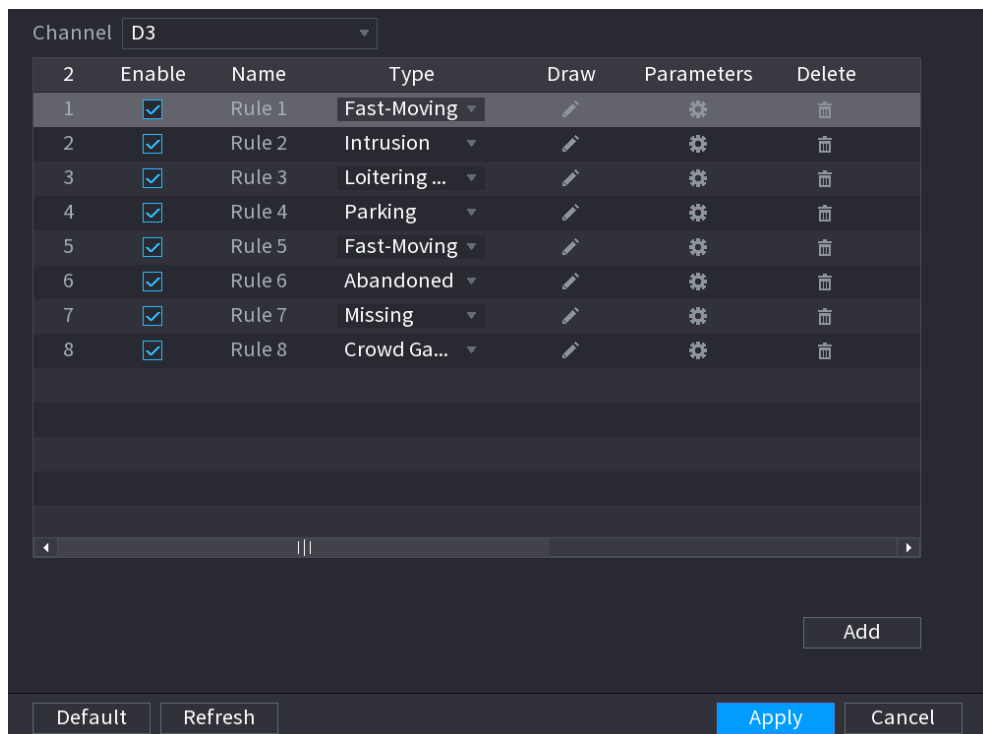 Channel D3
2 Enable Name Type Draw Parameters Delete
1 Rule 1 Fast-Moving
2 Rule 2 Intrusion
3 Rule 3 Loitering ...
4 Rule 4 Parking
5 Rule 5 Fast-Moving
6 Rule 6 Abandoned
7 Rule 7 Missing
8 Rule 8 Crowd Ga...
Add
Default Refresh Apply Cancel